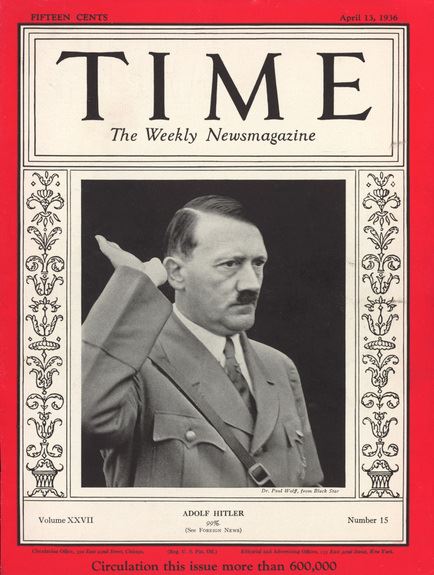 FIFTEEN CENTS April 13, 1936
TIME
The Weekly Newsmagazine
Dr. Paul Wolff, from Black Star
ADOLF HITLER
Volume XXVII 99% Number 15
(See FOREIGN NEWS)
Circulation Office, 350 East 22nd Street, Chicago. (Reg. U. S. Pat. Off.) Editorial and Advertising Offices, 135 East 42nd Street, New York.
Circulation this issue more than 600,000